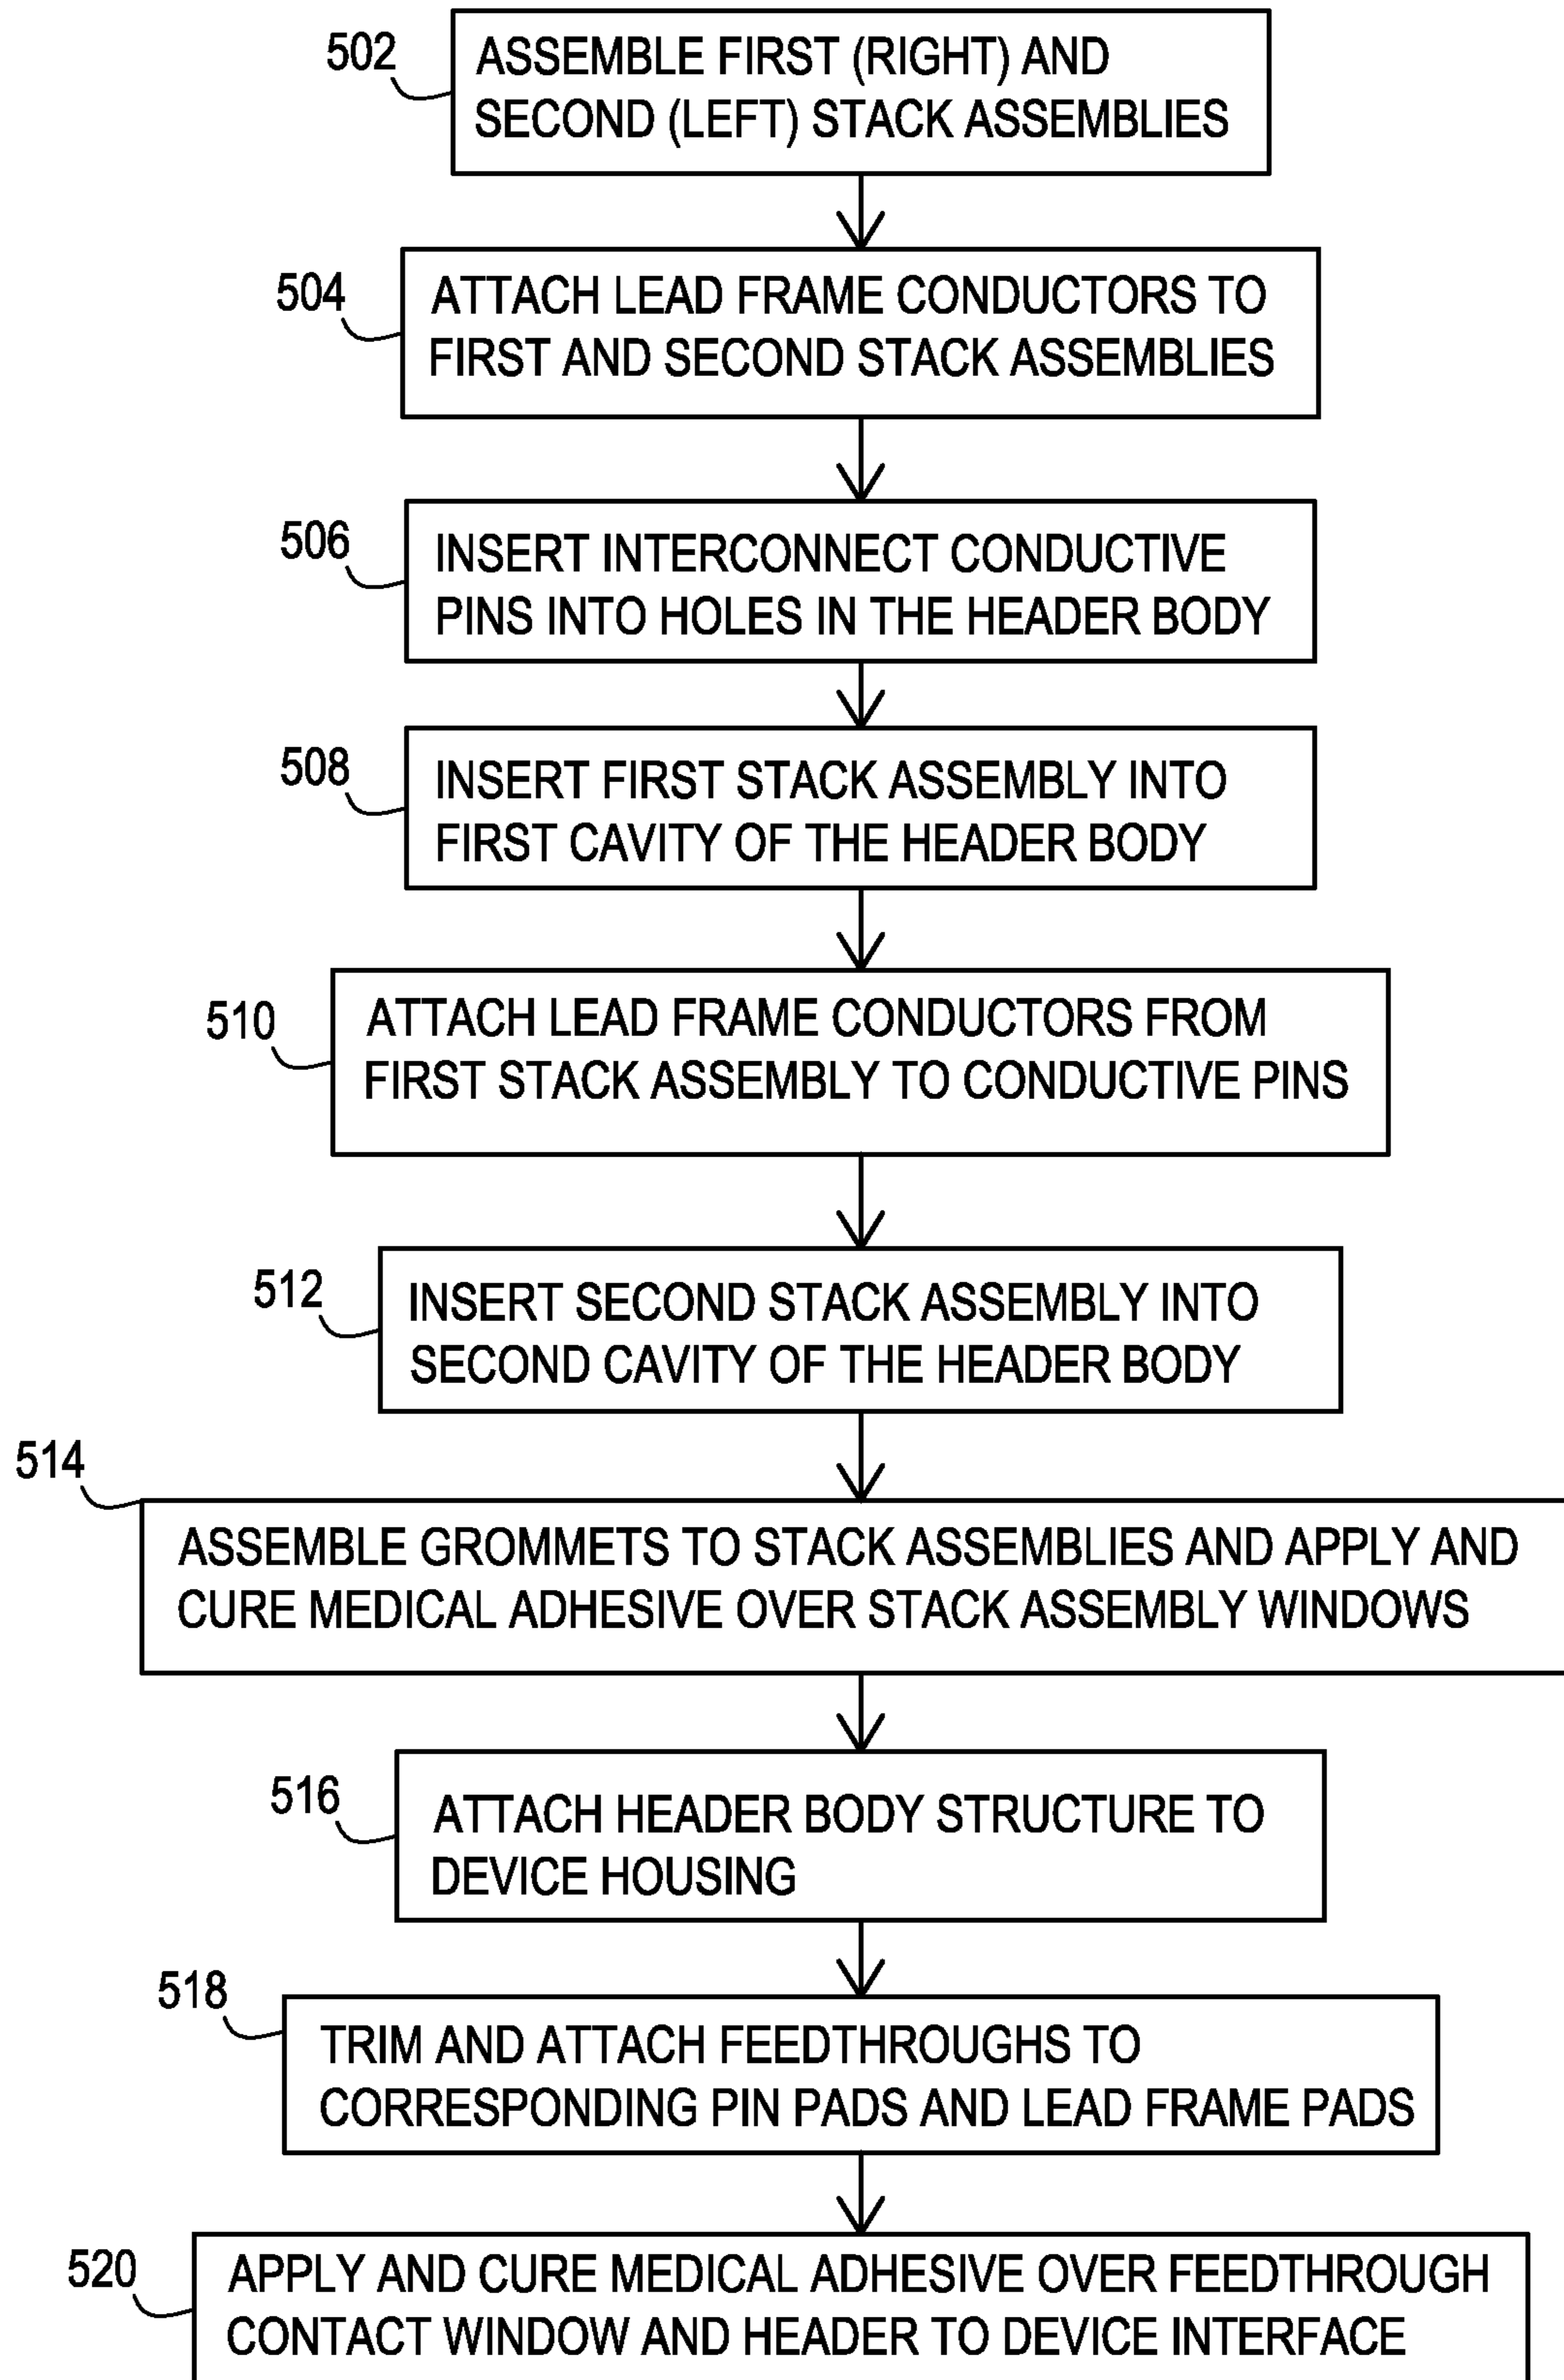 502
ASSEMBLE FIRST (RIGHT) AND
SECOND (LEFT) STACK ASSEMBLIES
504
ATTACH LEAD FRAME CONDUCTORS TO
FIRST AND SECOND STACK ASSEMBLIES
506
INSERT INTERCONNECT CONDUCTIVE
PINS INTO HOLES IN THE HEADER BODY
508
INSERT FIRST STACK ASSEMBLY INTO
FIRST CAVITY OF THE HEADER BODY
510
ATTACH LEAD FRAME CONDUCTORS FROM
FIRST STACK ASSEMBLY TO CONDUCTIVE PINS
512
INSERT SECOND STACK ASSEMBLY INTO
SECOND CAVITY OF THE HEADER BODY
514
ASSEMBLE GROMMETS TO STACK ASSEMBLIES AND APPLY AND
CURE MEDICAL ADHESIVE OVER STACK ASSEMBLY WINDOWS
516
ATTACH HEADER BODY STRUCTURE TO
DEVICE HOUSING
518
TRIM AND ATTACH FEEDTHROUGHS TO
CORRESPONDING PIN PADS AND LEAD FRAME PADS
520
APPLY AND CURE MEDICAL ADHESIVE OVER FEEDTHROUGH
CONTACT WINDOW AND HEADER TO DEVICE INTERFACE